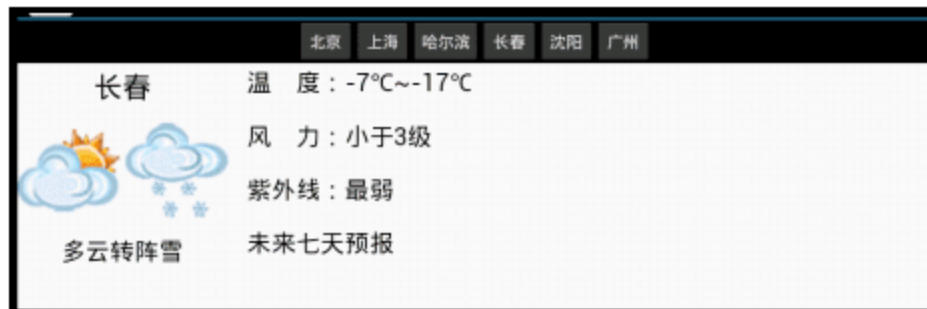 北京 上海 哈尔滨 长春 沈阳 广州
长春
多云转阵雪
温 度：-7℃~-17℃
风 力：小于3级
紫外线：最弱
未来七天预报